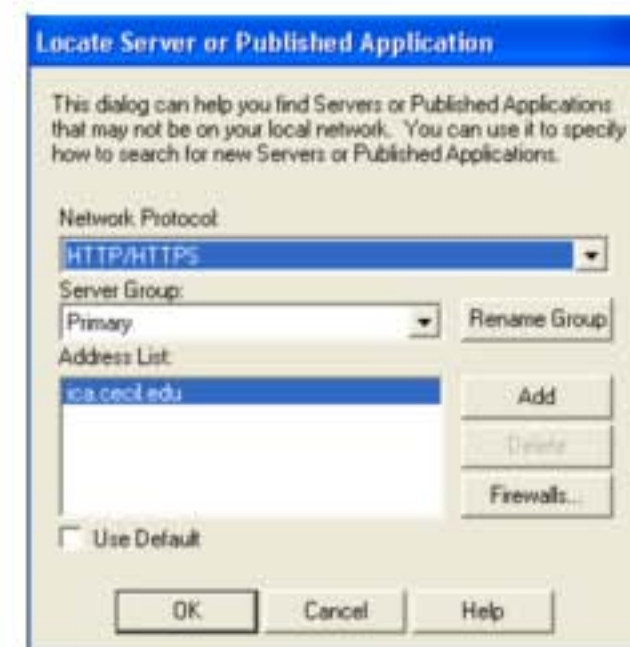 Locate Server or Published Application
This dialog can help you find Servers or Published Applications
that may not be on your local network. You can use it to specify
how to search for new Servers or Published Applications.
Network Protocol:
HTTP/HTTPS
Server Group:
Primary
Rename Group
Address List:
ica.cecil.edu
Add
Delete
Firewalls...
Use Default
OK Cancel Help